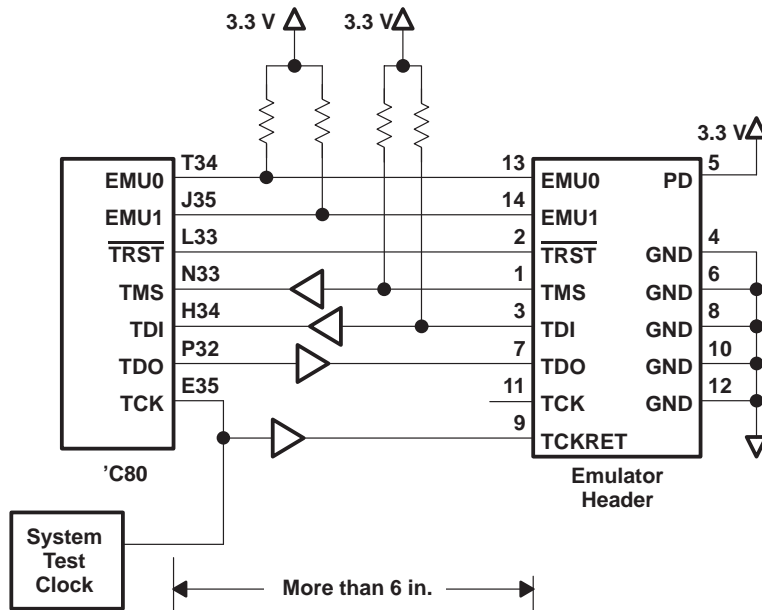 3.3 V 3.3 V
3.3 V
T34 13 5
EMU0 EMU0 PD
J35 14
EMU1 EMU1
L33 2 4
TRST TRST GND
N33 1 6
TMS TMS GND
H34 3 8
TDI TDI GND
P32 7 10
TDO TDO GND
E35 11 12
TCK TCK GND
9
TCKRET
’C80
Emulator
Header
System
Test
Clock
More than 6 in.